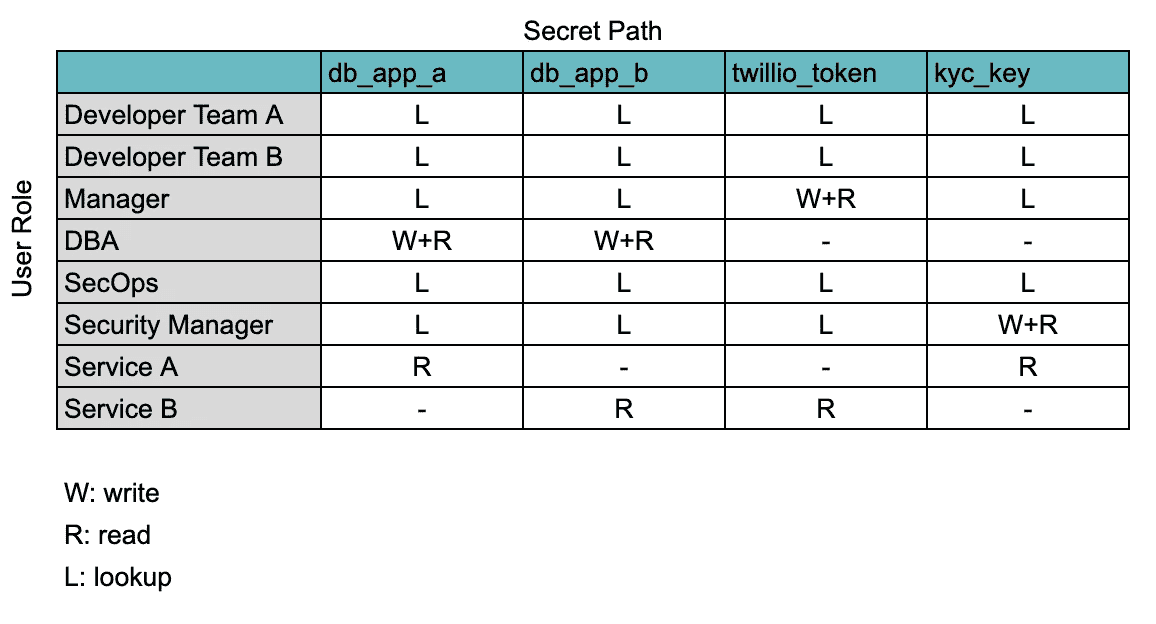 Secret Path
db_app_a db_app_b twillio_token kyc_key
User Role
Developer Team A L L L L
Developer Team B L L L L
Manager L L W+R L
DBA W+R W+R - -
SecOps L L L L
Security Manager L L L W+R
Service A R - - R
Service B - R R -
W: write
R: read
L: lookup